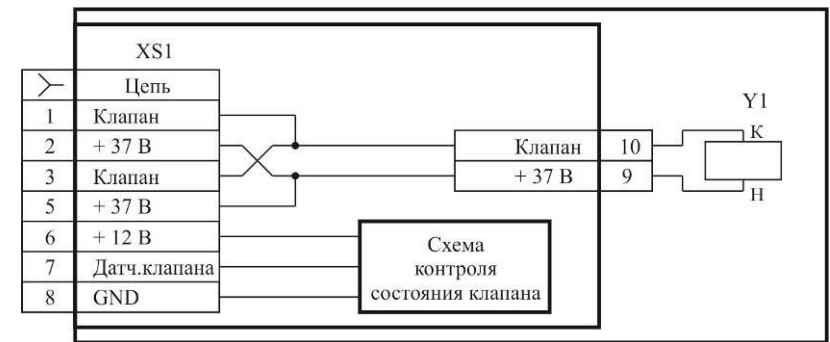 XS1
Цепь
1 Клапан
2 + 37 В
3 Клапан
5 + 37 В
6 + 12 В
7 Датч.клапана
8 GND
Клапан 10
+ 37 В 9
Схема
контроля
состояния клапана
Y1
К
Н